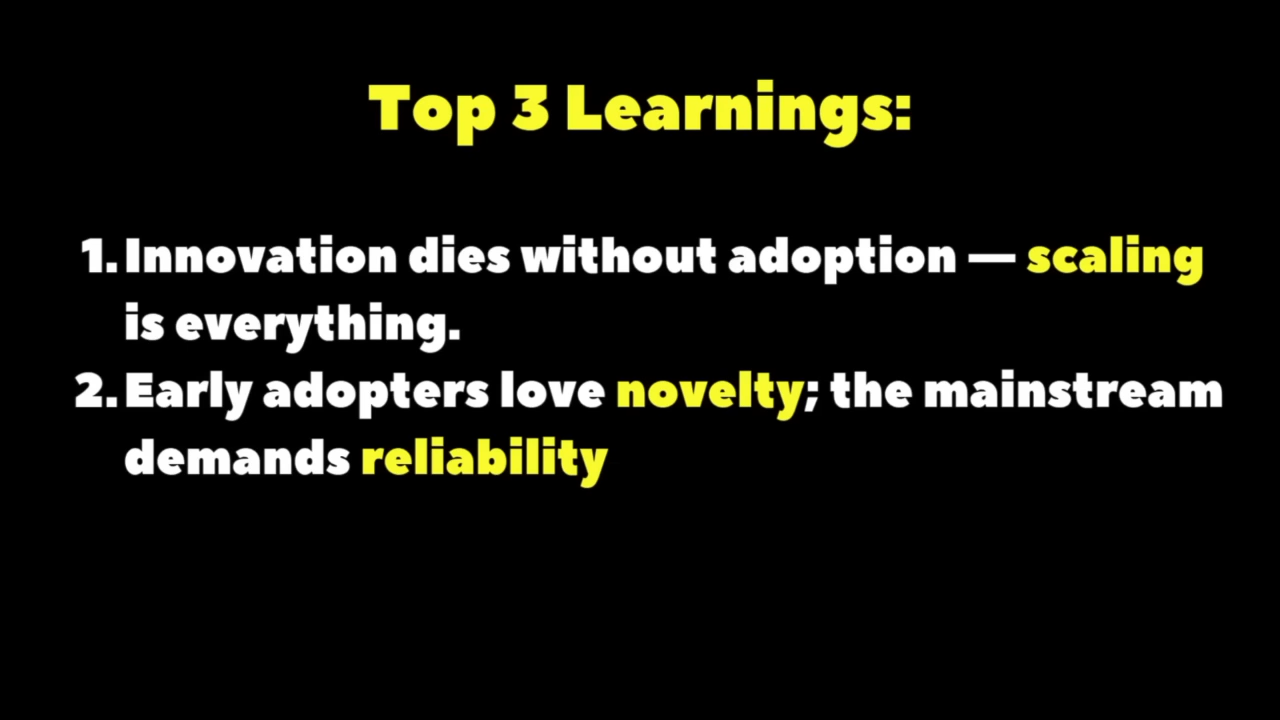 Top 3 Learnings:
1. Innovation dies without adoption — scaling
is everything.
2. Early adopters love novelty; the mainstream
demands reliability